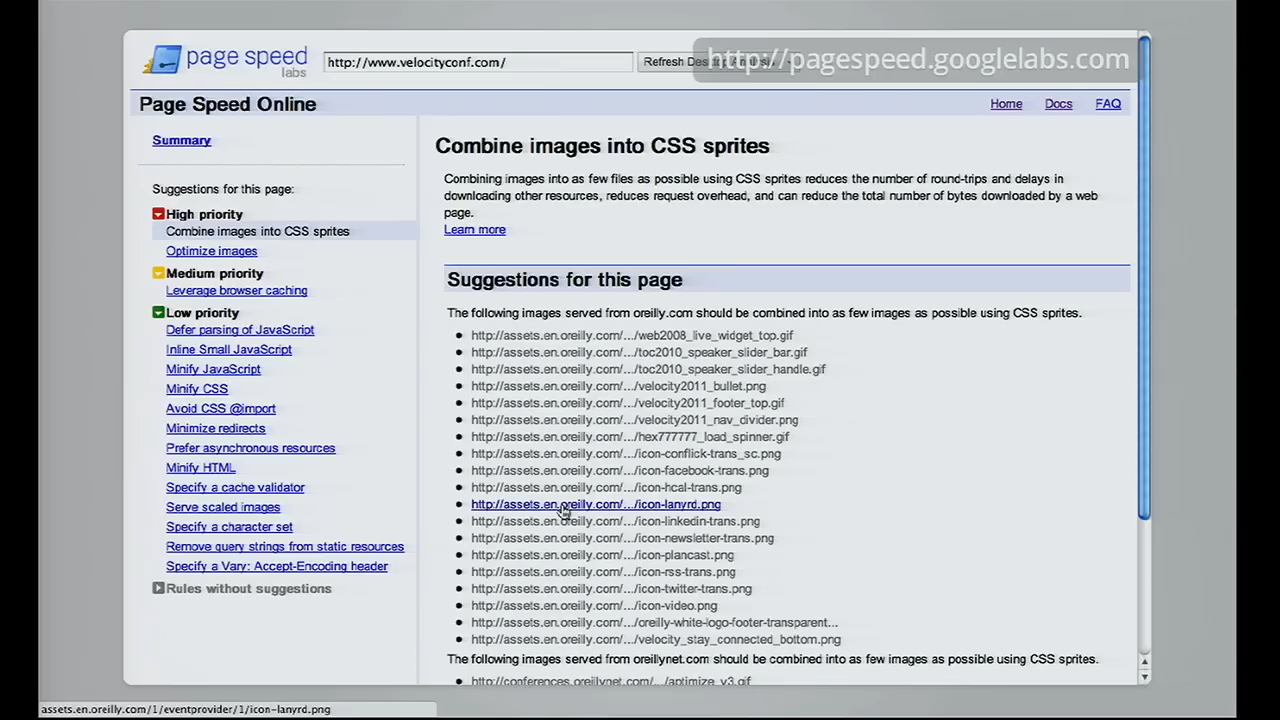 page speed
labs
http://www.velocityconf.com/
Refresh
http://pagespeed.googlelabs.com
Page Speed Online
Home
Docs
FAQ
Summary
Suggestions for this page:
High priority
Combine images into CSS sprites
Optimize images
Medium priority
Leverage browser caching
Low priority
Defer parsing of JavaScript
Inline Small JavaScript
Minify JavaScript
Minify CSS
Avoid CSS @import
Minimize redirects
Prefer asynchronous resources
Minify HTML
Specify a cache validator
Serve scaled images
Specify a character set
Remove query strings from static resources
Specify a Vary: Accept-Encoding header
Rules without suggestions
Combine images into CSS sprites
Combining images into as few files as possible using CSS sprites reduces the number of round-trips and delays in
downloading other resources, reduces request overhead, and can reduce the total number of bytes downloaded by a web
page.
Learn more
Suggestions for this page
The following images served from oreilly.com should be combined into as few images as possible using CSS sprites.
http://assets.en.oreilly.com/.../web2008_live_widget_top.gif
http://assets.en.oreilly.com/.../toc2010_speaker_slider_bar.gif
http://assets.en.oreilly.com/.../toc2010_speaker_slider_handle.gif
http://assets.en.oreilly.com/.../velocity2011_bullet.png
http://assets.en.oreilly.com/.../velocity2011_footer_top.gif
http://assets.en.oreilly.com/.../velocity2011_nav_divider.png
http://assets.en.oreilly.com/.../hex777777_load_spinner.gif
http://assets.en.oreilly.com/.../icon-conflick-trans_sc.png
http://assets.en.oreilly.com/.../icon-facebook-trans.png
http://assets.en.oreilly.com/.../icon-hcal-trans.png
http://assets.en.oreilly.com/.../icon-lanyrd.png
http://assets.en.oreilly.com/.../icon-linkedin-trans.png
http://assets.en.oreilly.com/.../icon-newsletter-trans.png
http://assets.en.oreilly.com/.../icon-plancast.png
http://assets.en.oreilly.com/.../icon-rss-trans.png
http://assets.en.oreilly.com/.../icon-twitter-trans.png
http://assets.en.oreilly.com/.../icon-video.png
http://assets.en.oreilly.com/.../oreilly-white-logo-footer-transparent...
http://assets.en.oreilly.com/.../velocity_stay_connected_bottom.png
The following images served from oreillynet.com should be combined into as few images as possible using CSS sprites.
http://conferences.oreillynet.com/.../aptimize_v3.gif
assets.en.oreilly.com/1/eventprovider/1/icon-lanyrd.png